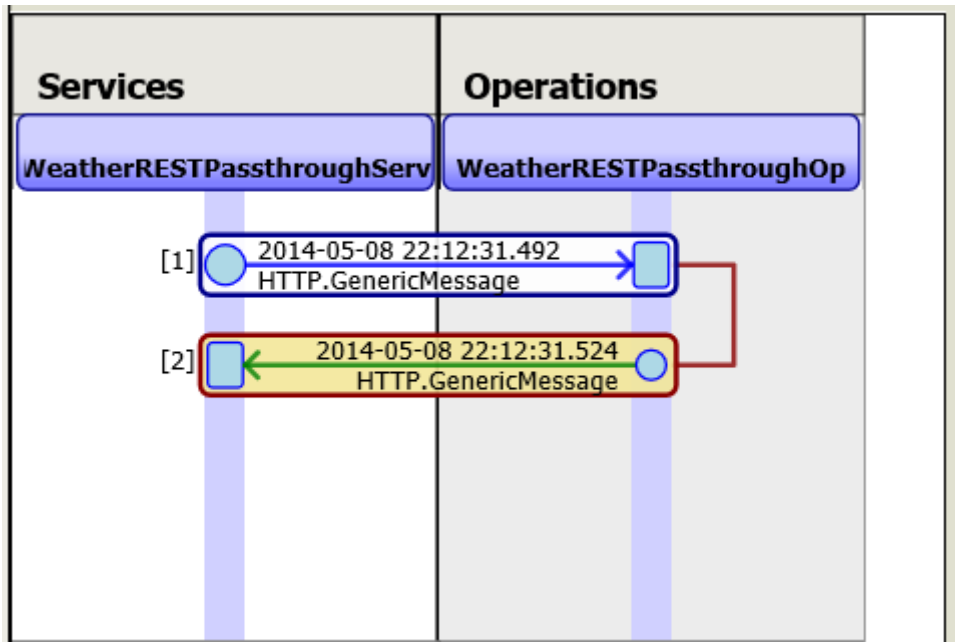 Services
Operations
WeatherRESTPassthroughServ
WeatherRESTPassthroughOp
[1]
2014-05-08 22:12:31.492
HTTP.GenericMessage
[2]
2014-05-08 22:12:31.524
HTTP.GenericMessage